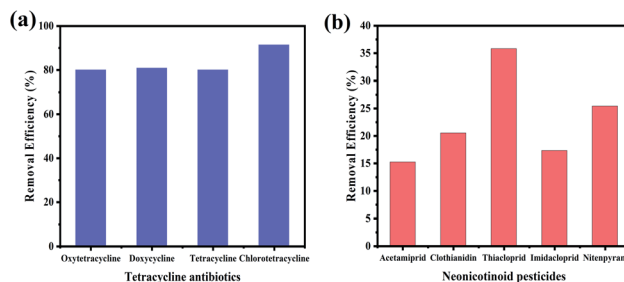 (a)
Removal Efficiency (%)
100
80
60
40
20
0
Oxytetracycline Doxycycline Tetracycline Chlorotetracycline
Tetracycline antibiotics
(b)
Removal Efficiency (%)
40
35
30
25
20
15
10
5
0
Acetamiprid Clothianidin Thiacloprid Imidacloprid Nitenpyram
Neonicotinoid pesticides